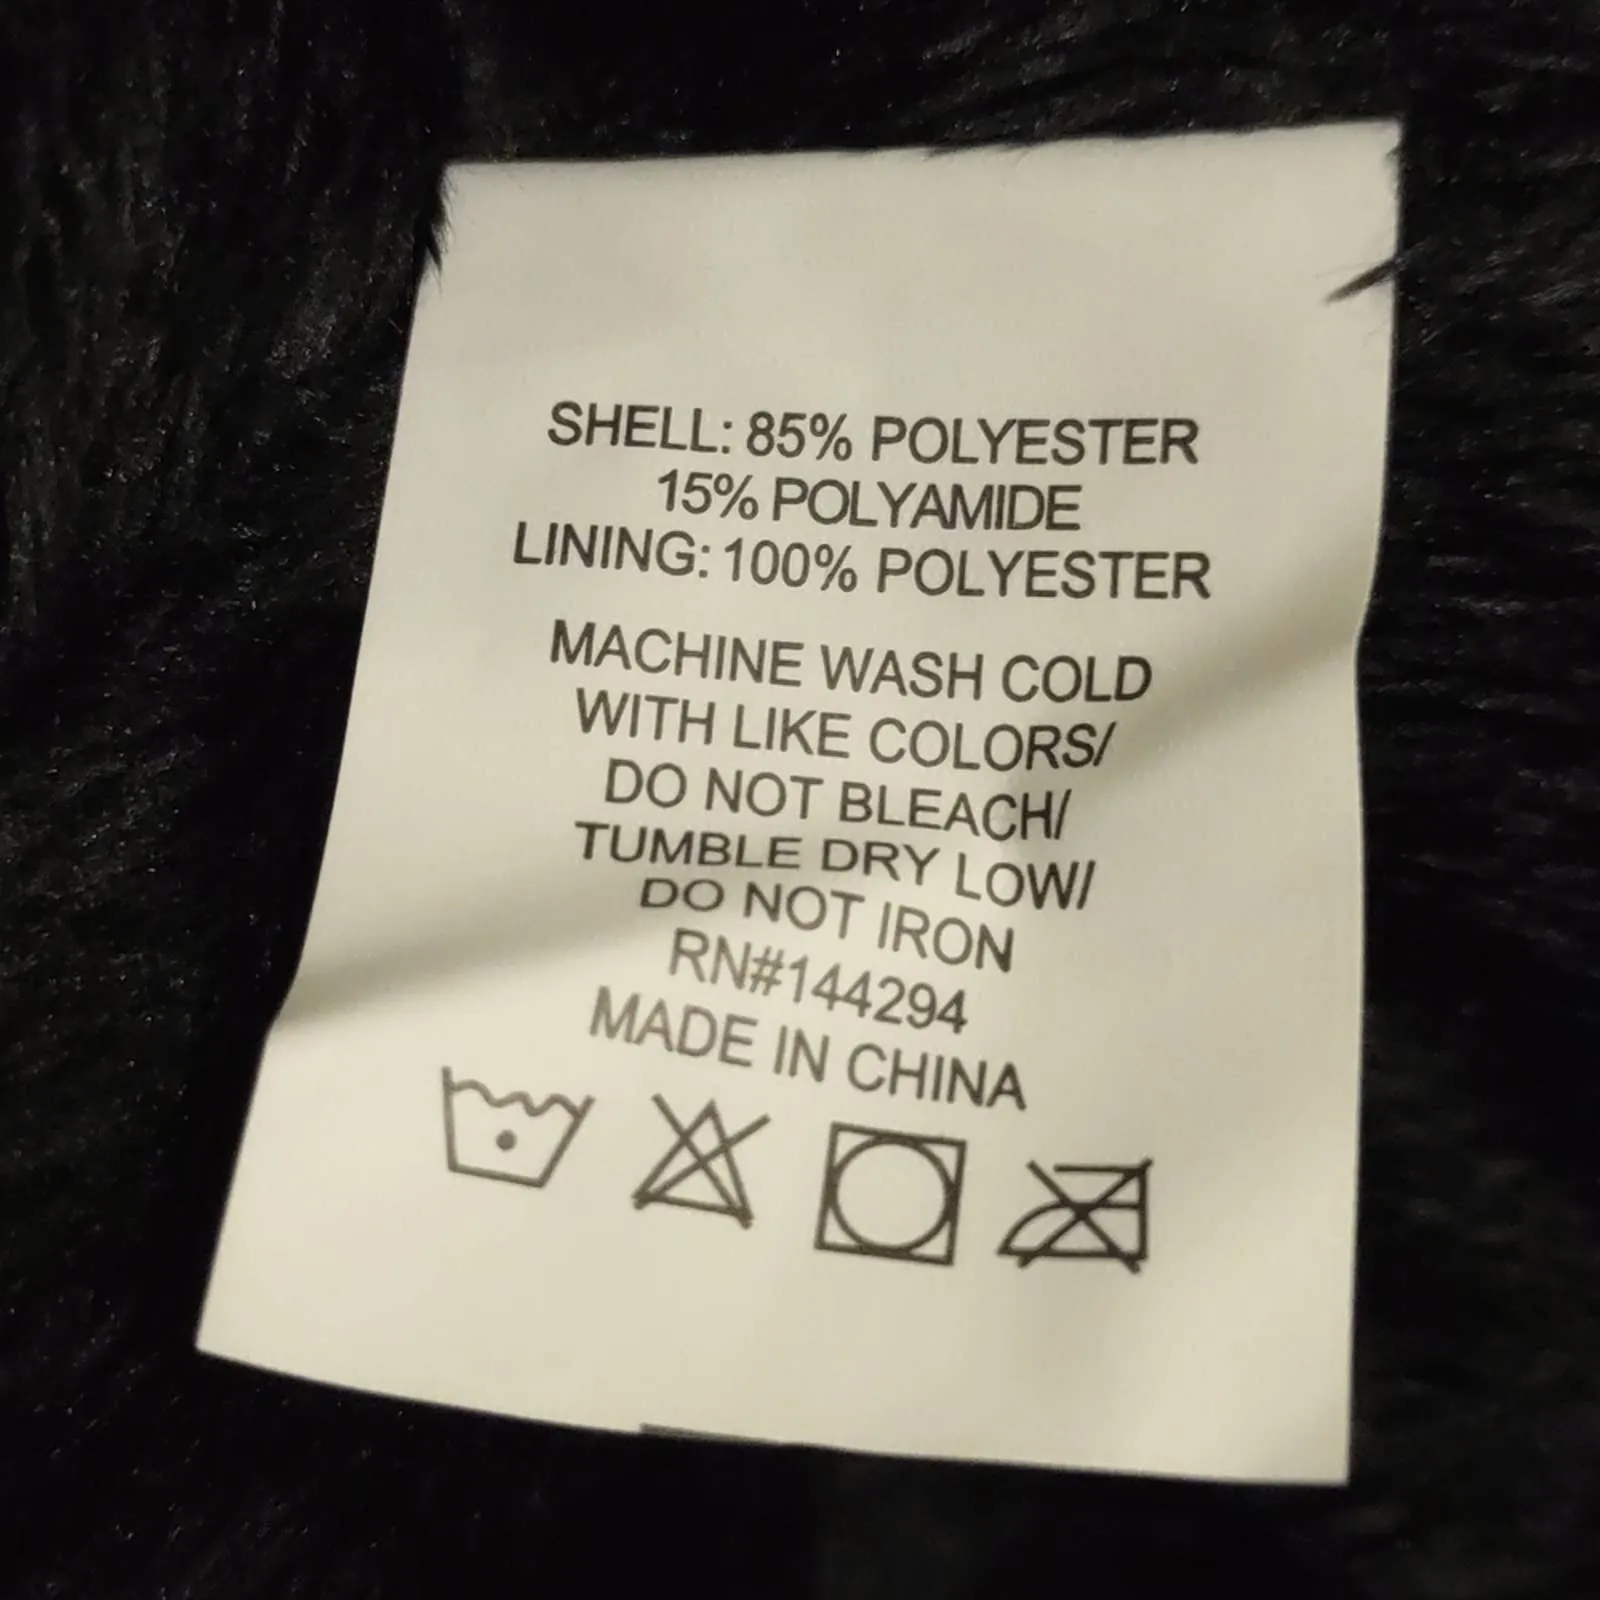 SHELL: 85% POLYESTER
15% POLYAMIDE
LINING: 100% POLYESTER
MACHINE WASH COLD
WITH LIKE COLORS/
DO NOT BLEACH/
TUMBLE DRY LOW/
DO NOT IRON
RN#144294
MADE IN CHINA